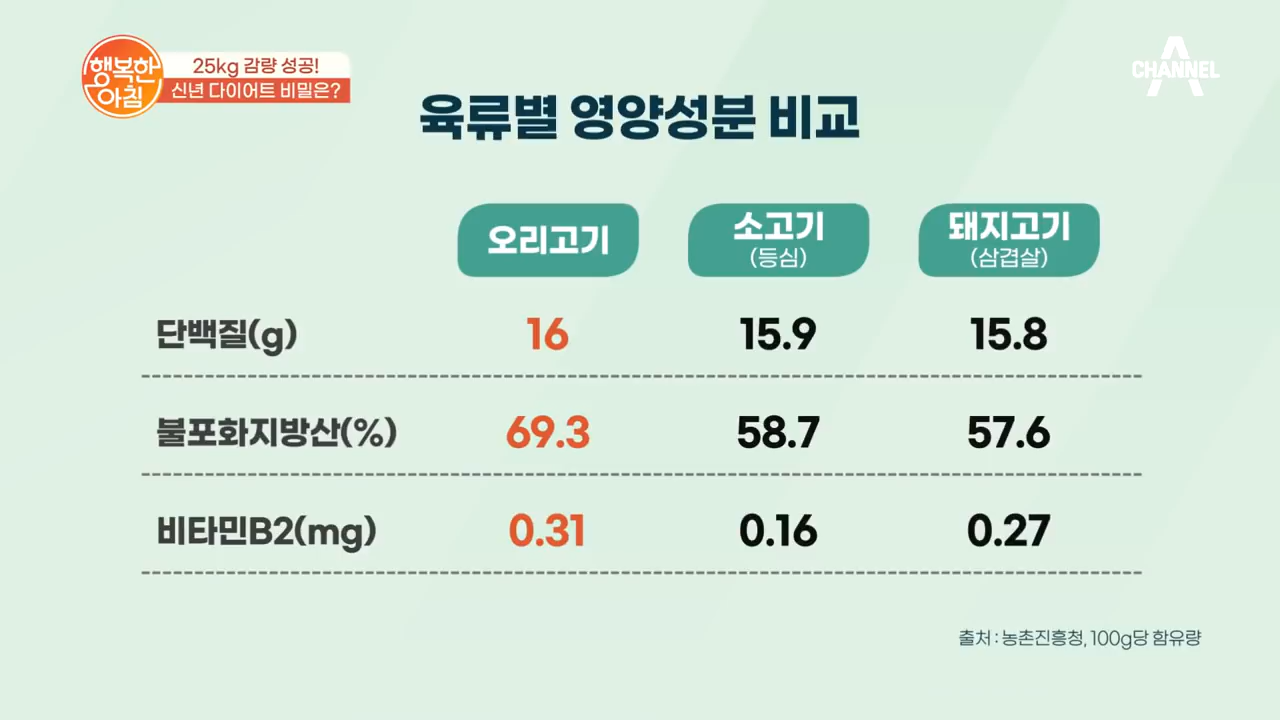 행복한
아침
25kg 감량 성공!
신년 다이어트 비밀은?
CHANNEL A
육류별 영양성분 비교
오리고기 소고기 돼지고기
(등심) (삼겹살)
단백질(g) 16 15.9 15.8
불포화지방산(%) 69.3 58.7 57.6
비타민B2(mg) 0.31 0.16 0.27
출처 : 농촌진흥청, 100g당 함유량